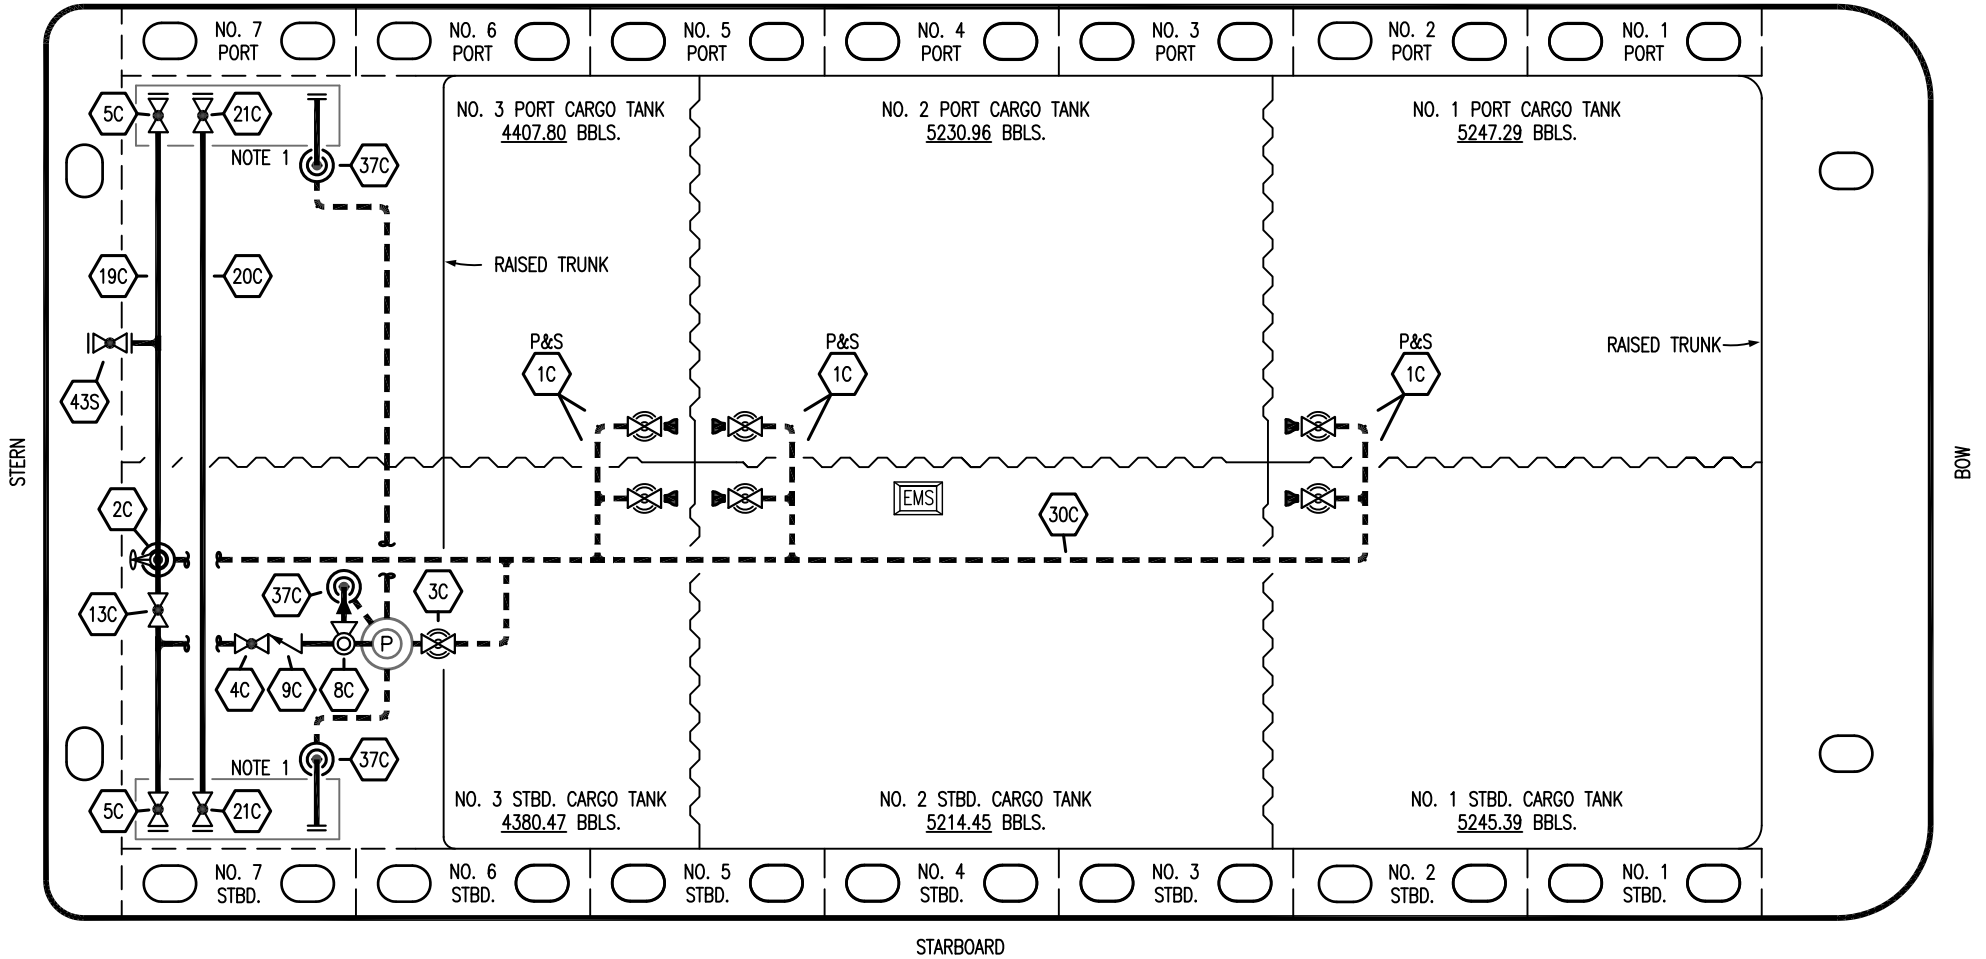 NO. 7
PORT
NO. 6
PORT
NO. 5
PORT
NO. 4
PORT
NO. 3
PORT
NO. 2
PORT
NO. 1
PORT
5C
21C
NOTE 1
37C
NO. 3 PORT CARGO TANK
4407.80 BBLS.
NO. 2 PORT CARGO TANK
5230.96 BBLS.
NO. 1 PORT CARGO TANK
5247.29 BBLS.
19C
20C
RAISED TRUNK
RAISED TRUNK
43S
P&S
1C
P&S
1C
P&S
1C
STERN
BOW
2C
EMS
30C
13C
37C
3C
P
4C
9C
8C
NOTE 1
37C
5C
21C
NO. 3 STBD. CARGO TANK
4380.47 BBLS.
NO. 2 STBD. CARGO TANK
5214.45 BBLS.
NO. 1 STBD. CARGO TANK
5245.39 BBLS.
NO. 7
STBD.
NO. 6
STBD.
NO. 5
STBD.
NO. 4
STBD.
NO. 3
STBD.
NO. 2
STBD.
NO. 1
STBD.
STARBOARD